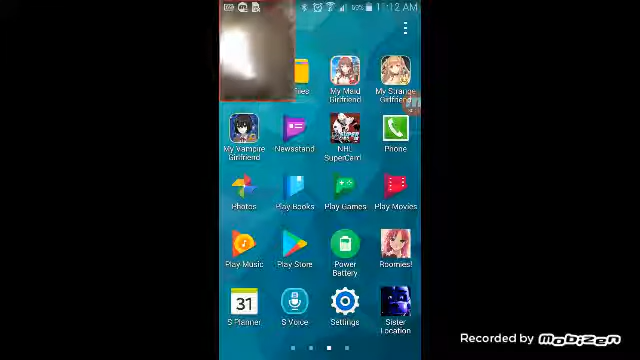 11:12 AM
Files
My Maid
Girlfriend
My Strange
Girlfriend
My Vampire
Girlfriend
Newsstand
NHL
SuperCard
Phone
Photos
Play Books
Play Games
Play Movies
Play Music
Play Store
Power
Battery
Roomies!
31
S Planner
S Voice
Settings
Sister
Location
Recorded by MOBIZEN